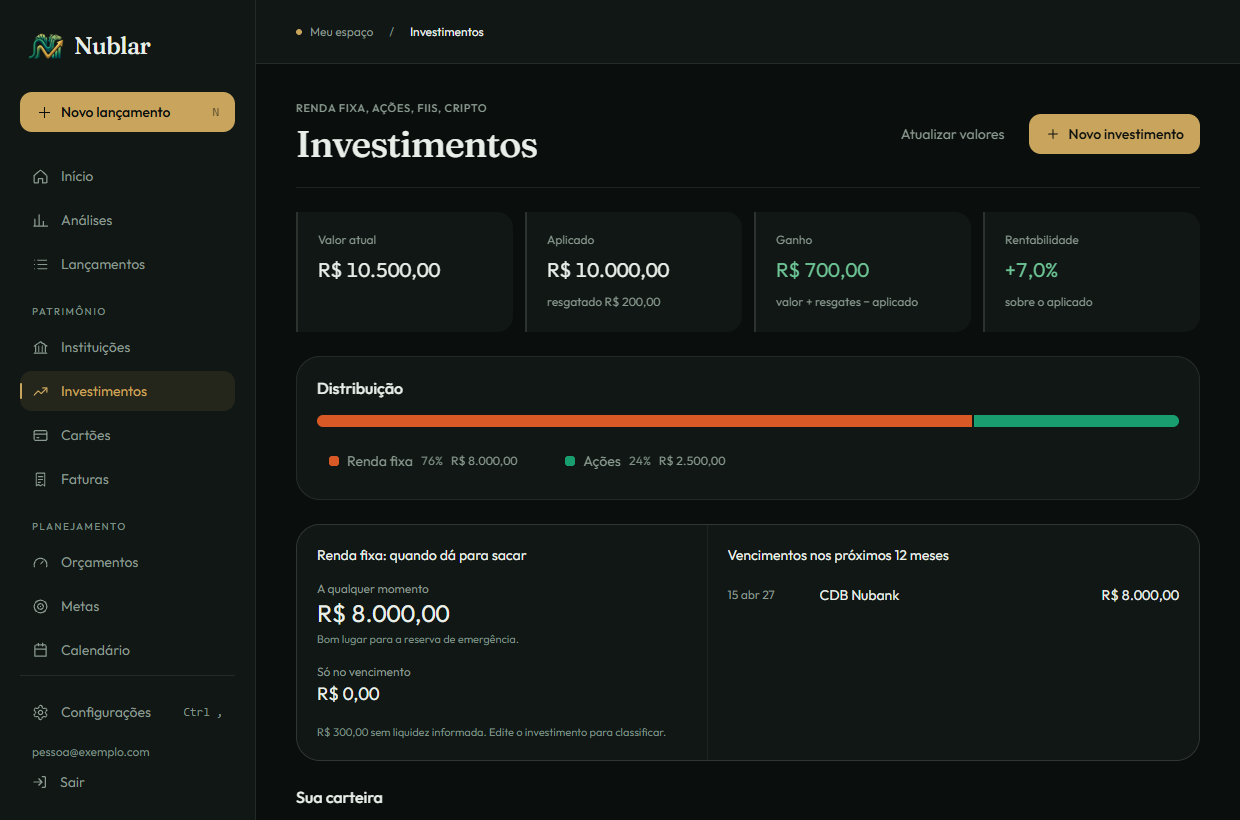 Nublar
Novo lançamento N
Início
Análises
Lançamentos
PATRIMÔNIO
Instituições
Investimentos
Cartões
Faturas
PLANEJAMENTO
Orçamentos
Metas
Calendário
Configurações Ctrl ,
pessoa@exemplo.com
Sair
Meu espaço / Investimentos
RENDA FIXA, AÇÕES, FIIS, CRIPTO
Investimentos
Atualizar valores
Novo investimento
Valor atual
R$ 10.500,00
Aplicado
R$ 10.000,00
resgatado R$ 200,00
Ganho
R$ 700,00
valor + resgates − aplicado
Rentabilidade
+7,0%
sobre o aplicado
Distribuição
Renda fixa 76% R$ 8.000,00
Ações 24% R$ 2.500,00
Renda fixa: quando dá para sacar
A qualquer momento
R$ 8.000,00
Bom lugar para a reserva de emergência.
Só no vencimento
R$ 0,00
R$ 300,00 sem liquidez informada. Edite o investimento para classificar.
Vencimentos nos próximos 12 meses
15 abr 27 CDB Nubank R$ 8.000,00
Sua carteira